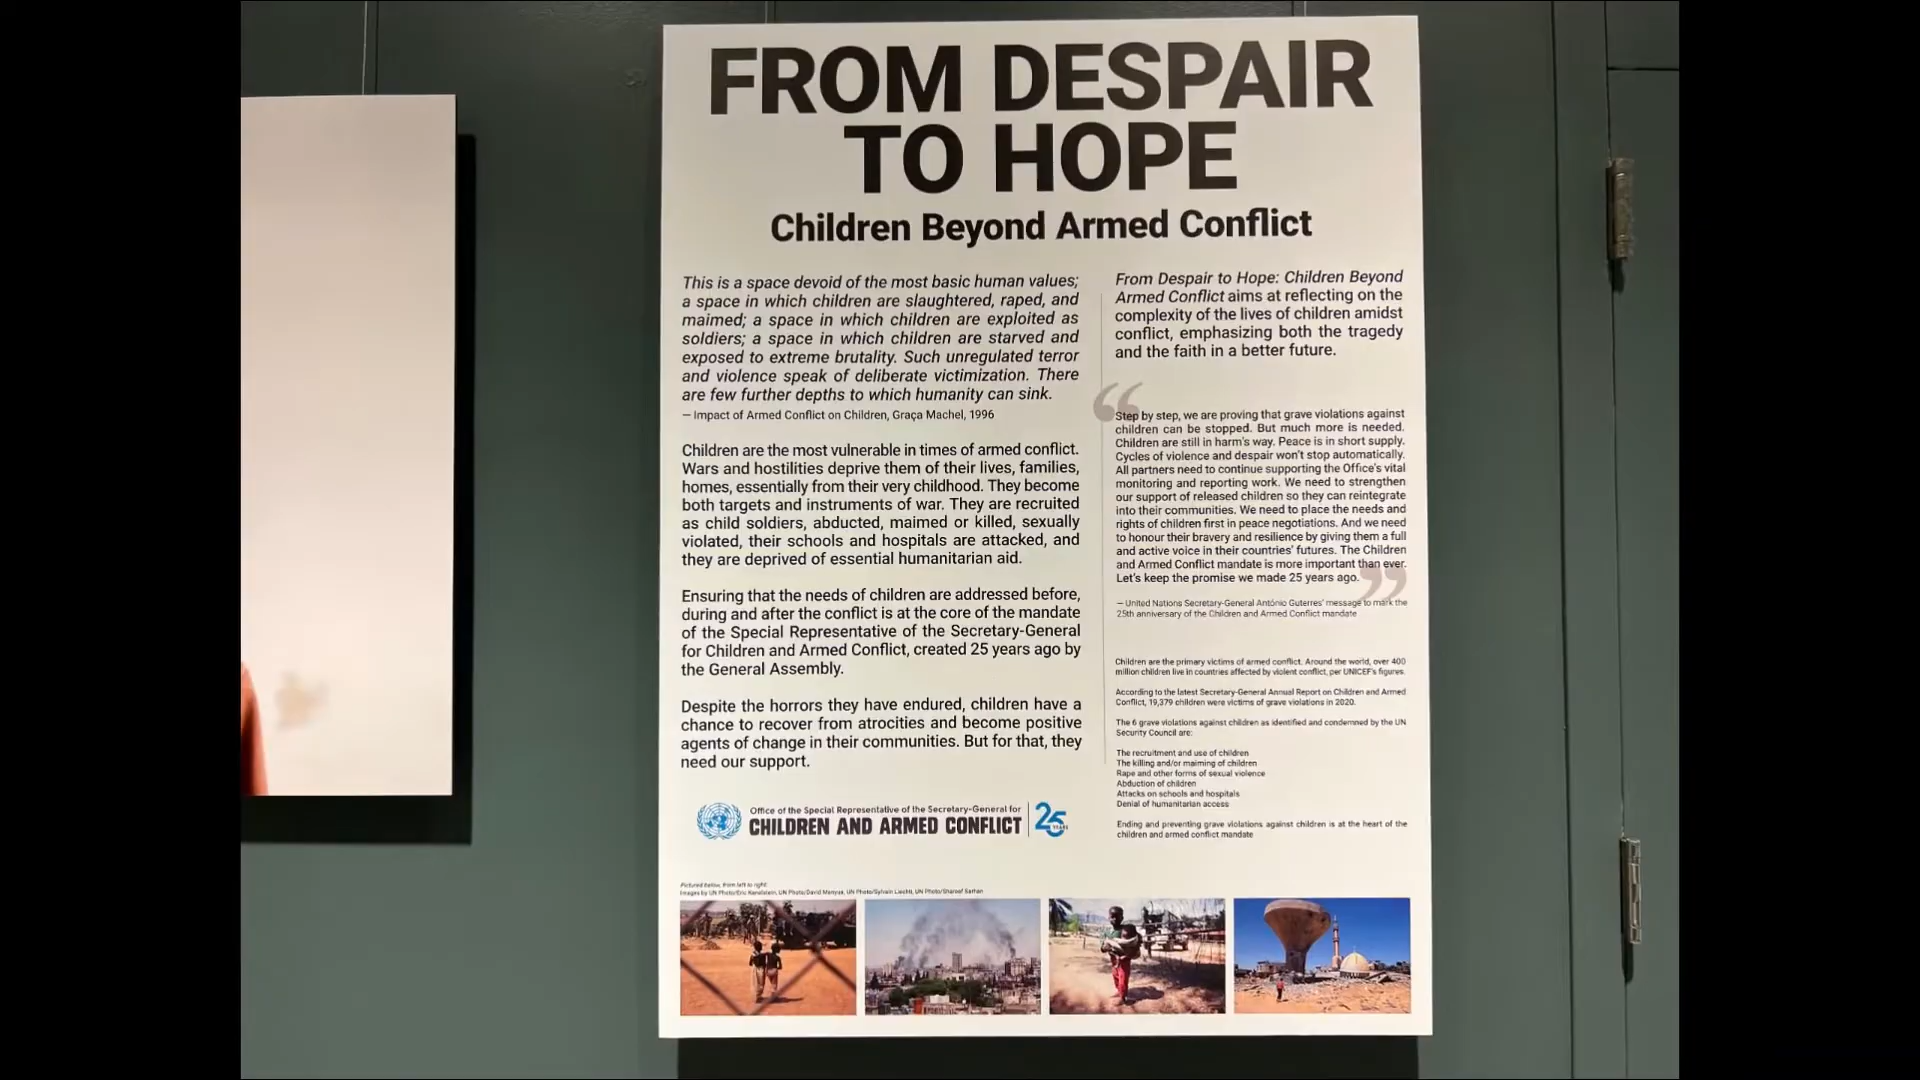 FROM DESPAIR
TO HOPE
Children Beyond Armed Conflict
This is a space devoid of the most basic human values;
a space in which children are slaughtered, raped, and
maimed; a space in which children are exploited as
soldiers; a space in which children are starved and
exposed to extreme brutality. Such unregulated terror
and violence speak of deliberate victimization. There
are few further depths to which humanity can sink.
— Impact of Armed Conflict on Children, Graça Machel, 1996
Children are the most vulnerable in times of armed conflict.
Wars and hostilities deprive them of their lives, families,
homes, essentially from their very childhood. They become
both targets and instruments of war. They are recruited
as child soldiers, abducted, maimed or killed, sexually
violated, their schools and hospitals are attacked, and
they are deprived of essential humanitarian aid.
Ensuring that the needs of children are addressed before,
during and after the conflict is at the core of the mandate
of the Special Representative of the Secretary-General
for Children and Armed Conflict, created 25 years ago by
the General Assembly.
Despite the horrors they have endured, children have a
chance to recover from atrocities and become positive
agents of change in their communities. But for that, they
need our support.
Office of the Special Representative of the Secretary-General for
CHILDREN AND ARMED CONFLICT
25 YEARS
From Despair to Hope: Children Beyond
Armed Conflict aims at reflecting on the
complexity of the lives of children amidst
conflict, emphasizing both the tragedy
and the faith in a better future.
“Step by step, we are proving that grave violations against
children can be stopped. But much more is needed.
Children are still in harm's way. Peace is in short supply.
Cycles of violence and despair won't stop automatically.
All partners need to continue supporting the Office's vital
monitoring and reporting work. We need to strengthen
our support of released children so they can reintegrate
into their communities. We need to place the needs and
rights of children first in peace negotiations. And we need
to honour their bravery and resilience by giving them a full
and active voice in their countries' futures. The Children
and Armed Conflict mandate is more important than ever.
Let's keep the promise we made 25 years ago.”
— United Nations Secretary-General António Guterres' message to mark the
25th anniversary of the Children and Armed Conflict mandate
Children are the primary victims of armed conflict. Around the world, over 400
million children live in countries affected by violent conflict, per UNICEF's figures.
According to the latest Secretary-General Annual Report on Children and Armed
Conflict, 19,379 children were victims of grave violations in 2020.
The 6 grave violations against children as identified and condemned by the UN
Security Council are:
The recruitment and use of children
The killing and/or maiming of children
Rape and other forms of sexual violence
Abduction of children
Attacks on schools and hospitals
Denial of humanitarian access
Ending and preventing grave violations against children is at the heart of the
children and armed conflict mandate
Pictured below, from left to right:
Images by UN Photo/Eric Kanalstein, UN Photo/David Manyua, UN Photo/Sylvain Liechti, UN Photo/Shareef Sarhan